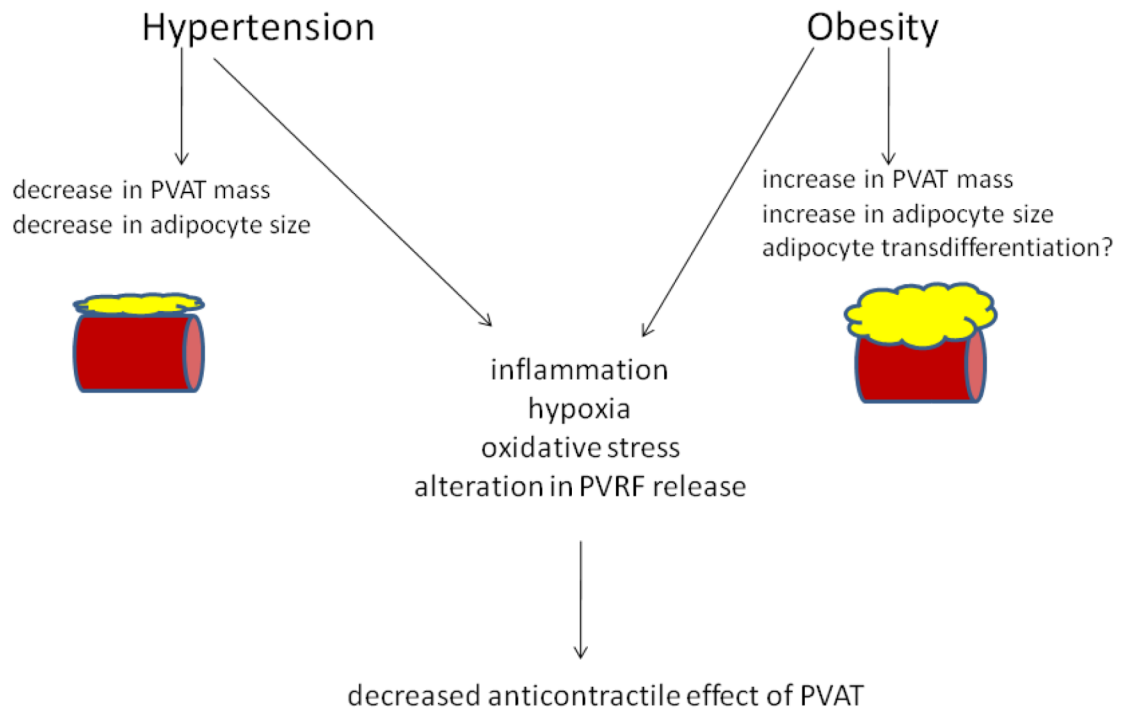 Hypertension
Obesity
decrease in PVAT mass
decrease in adipocyte size
increase in PVAT mass
increase in adipocyte size
adipocyte transdifferentiation?
inflammation
hypoxia
oxidative stress
alteration in PVRF release
decreased anticontractile effect of PVAT